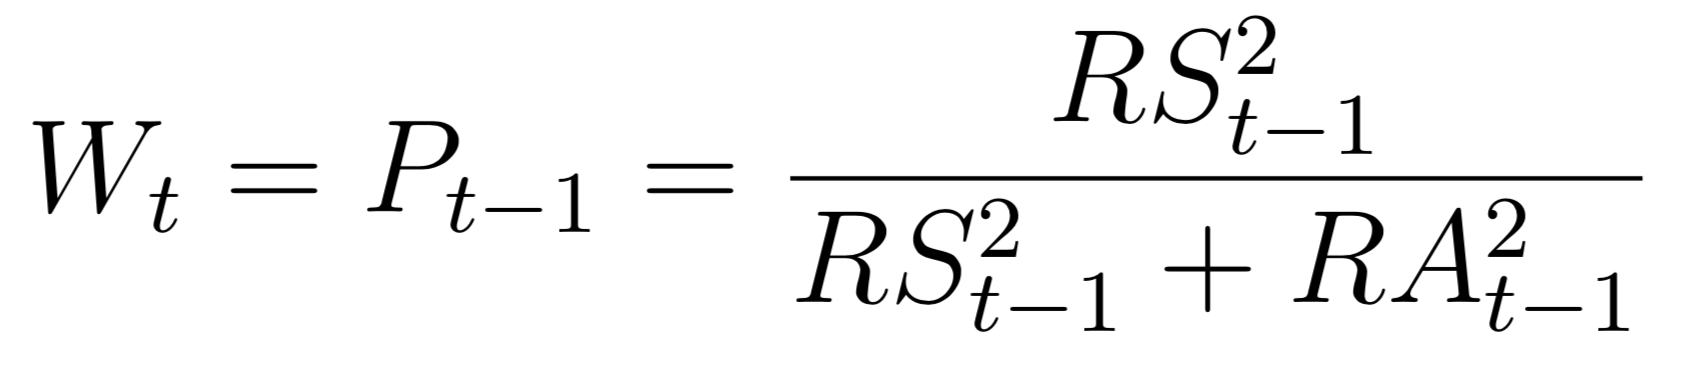 W_t = P_{t-1} = \frac{RS_{t-1}^2}{RS_{t-1}^2 + RA_{t-1}^2}